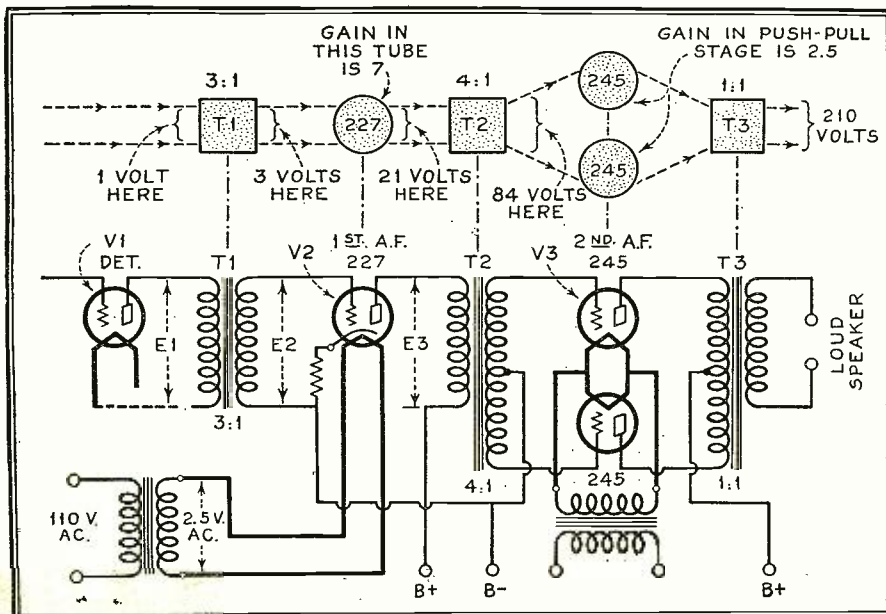 GAIN IN
THIS TUBE
IS 7
GAIN IN PUSH-PULL
STAGE IS 2.5
3:1
4:1
1:1
T1
227
T2
245
245
T3
210
VOLTS
1 VOLT
HERE
3 VOLTS
HERE
21 VOLTS
HERE
84 VOLTS
HERE
V1
DET.
T1
V2
1ST. A.F.
227
T2
V3
2ND. A.F.
245
T3
E1
E2
E3
LOUD
SPEAKER
3:1
4:1
245
1:1
110 V.
AC.
2.5 V.
AC.
B+
B-
B+